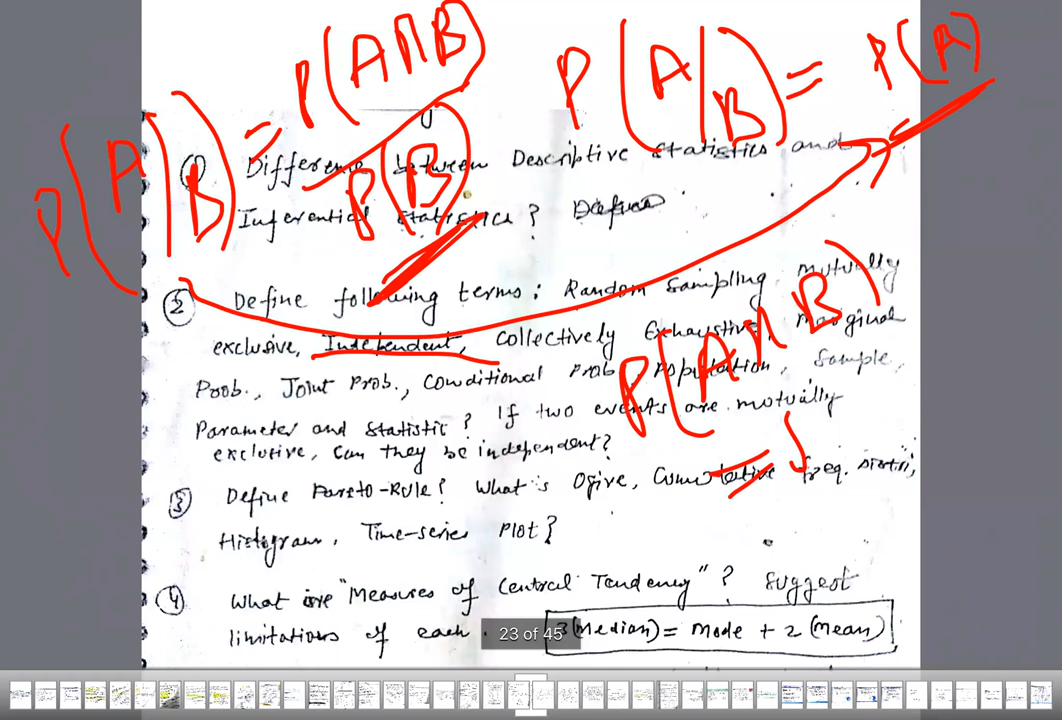 P(A|B) = P(A∩B) / P(B)
P(A|B) = P(A)
① Difference between Descriptive Statistics and
Inferential Statistics?
② Define following terms: Random Sampling, mutually
exclusive, Independent, Collectively Exhaustive, marginal
Prob., Joint Prob., Conditional Prob, Population, Sample,
Parameter and Statistic? If two events are mutually
exclusive, can they be independent?
P(A∩B)
=
③ Define Pareto-Rule? What is Ogive, Cumulative freq. distri,
Histogram, Time-series Plot?
④ What are "Measures of Central Tendency"? Suggest
limitations of each.
3(Median) = mode + 2 (Mean)
23 of 45